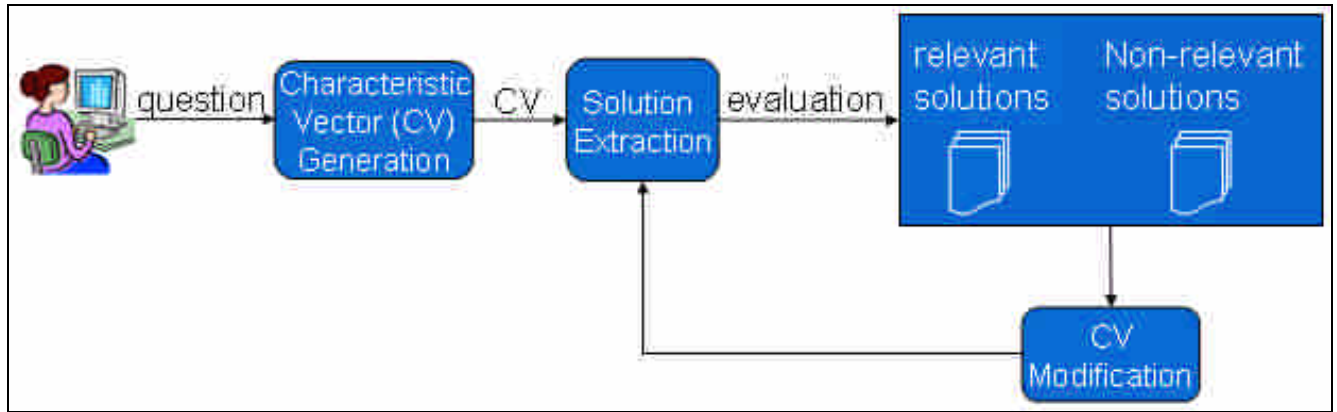 question
Characteristic
Vector (CV)
Generation
CV
Solution
Extraction
evaluation
relevant
solutions
Non-relevant
solutions
CV
Modification